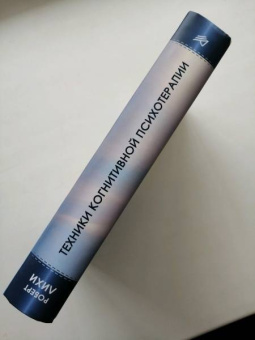 РОБЕРТ
ЛИХИ
ТЕХНИКИ КОГНИТИВНОЙ ПСИХОТЕРАПИИ